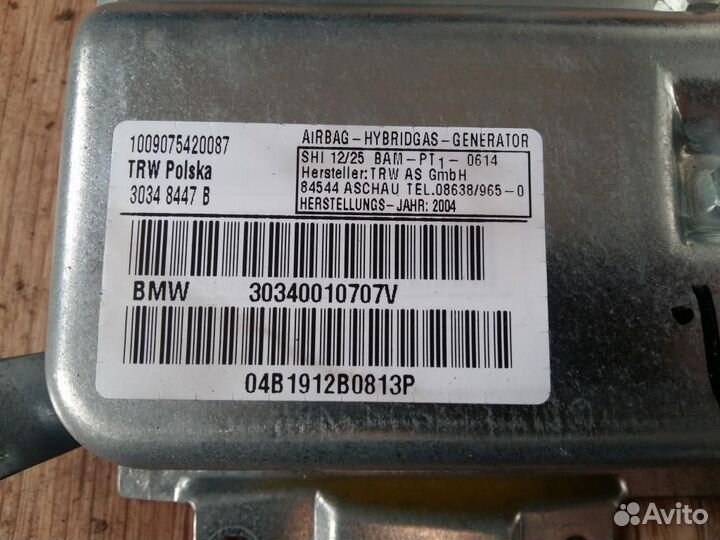 1009075420087
TRW Polska
3034 8447 B
AIRBAG-HYBRIDGAS-GENERATOR
SHI 12/25 BAM-PT1- 0614
Hersteller:TRW AS GmbH
84544 ASCHAU TEL.08638/965-0
HERSTELLUNGS-JAHR: 2004
BMW 30340010707V
04B1912B0813P
Avito